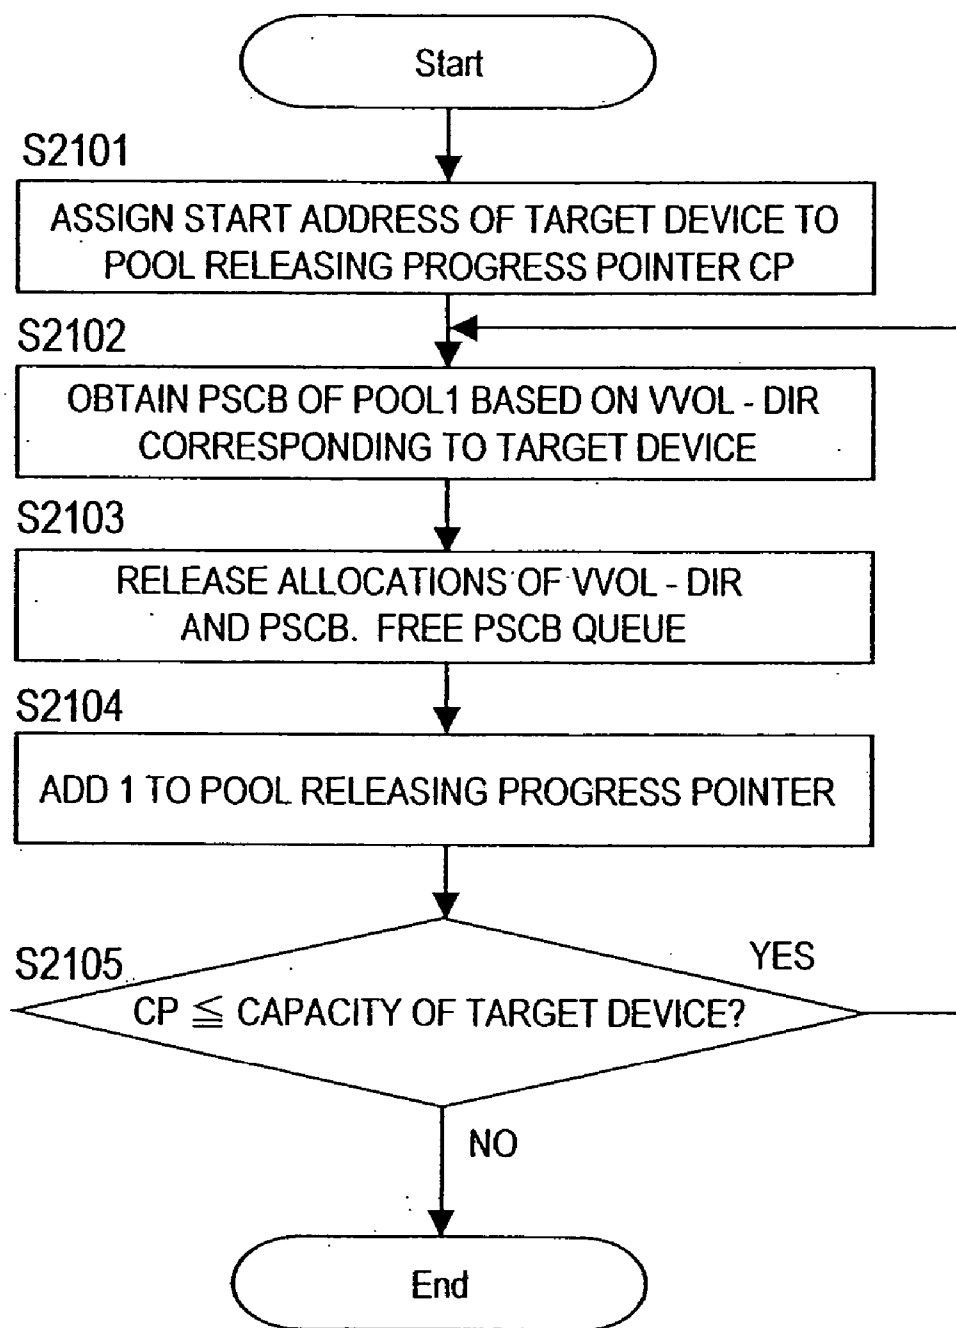 Start
S2101
ASSIGN START ADDRESS OF TARGET DEVICE TO
POOL RELEASING PROGRESS POINTER CP
S2102
OBTAIN PSCB OF POOL1 BASED ON VVOL - DIR
CORRESPONDING TO TARGET DEVICE
S2103
RELEASE ALLOCATIONS OF VVOL - DIR
AND PSCB. FREE PSCB QUEUE
S2104
ADD 1 TO POOL RELEASING PROGRESS POINTER
S2105
YES
CP ≦ CAPACITY OF TARGET DEVICE?
NO
End